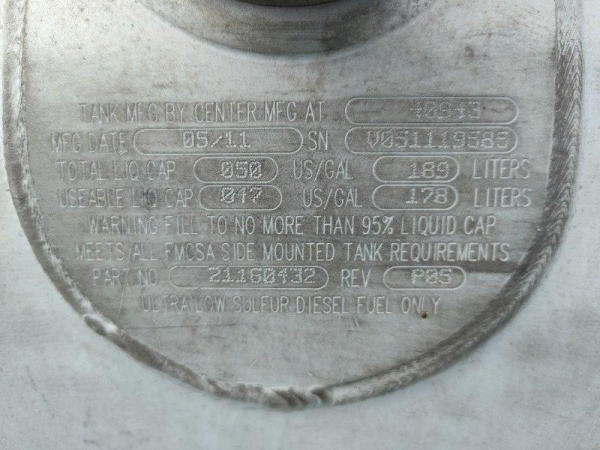 TANK MFG BY CENTER MFG AT 40843
MFG DATE 05/11 SN V051119585
TOTAL LIQ CAP 050 US/GAL 189 LITERS
USEABLE LIQ CAP 047 US/GAL 178 LITERS
WARNING FILL TO NO MORE THAN 95% LIQUID CAP
MEETS ALL FMCSA SIDE MOUNTED TANK REQUIREMENTS
PART NO 21160432 REV P05
ULTRA LOW SULFUR DIESEL FUEL ONLY